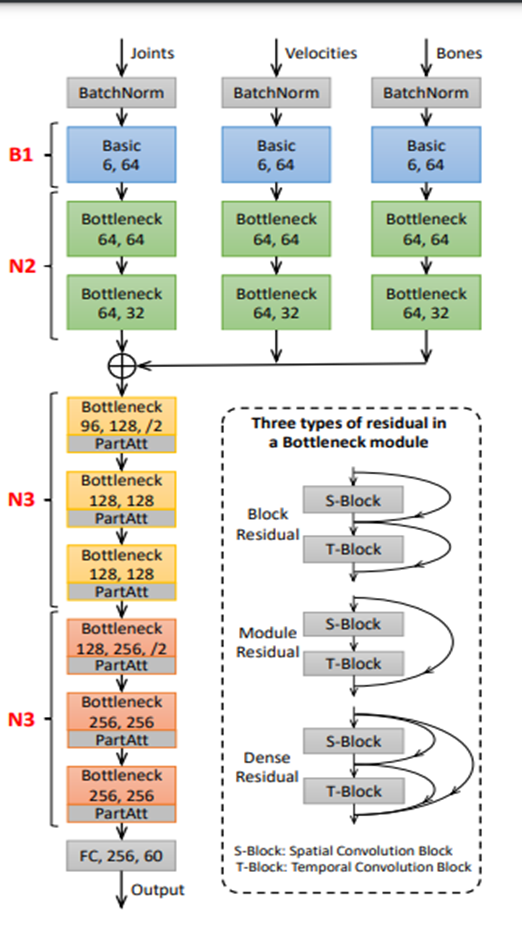 Joints
Velocities
Bones
BatchNorm
BatchNorm
BatchNorm
B1
Basic
6, 64
Basic
6, 64
Basic
6, 64
N2
Bottleneck
64, 64
Bottleneck
64, 64
Bottleneck
64, 64
Bottleneck
64, 32
Bottleneck
64, 32
Bottleneck
64, 32
N3
Bottleneck
96, 128, /2
PartAtt
Bottleneck
128, 128
PartAtt
Bottleneck
128, 128
PartAtt
N3
Bottleneck
128, 256, /2
PartAtt
Bottleneck
256, 256
PartAtt
Bottleneck
256, 256
PartAtt
FC, 256, 60
Output
Three types of residual in
a Bottleneck module
Block
Residual
S-Block
T-Block
Module
Residual
S-Block
T-Block
Dense
Residual
S-Block
T-Block
S-Block: Spatial Convolution Block
T-Block: Temporal Convolution Block